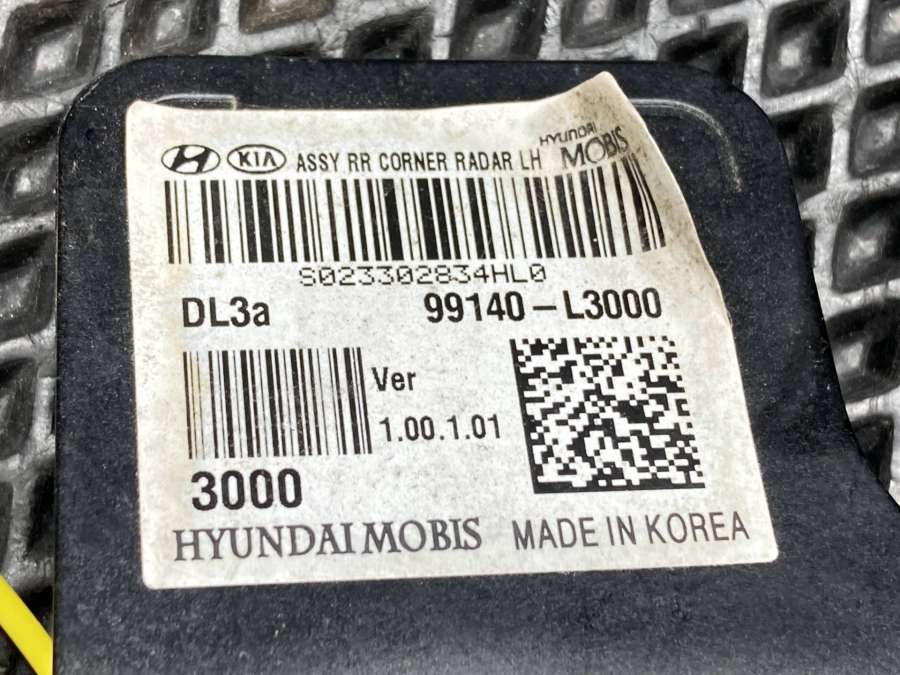 KIA ASSY RR CORNER RADAR LH HYUNDAI MOBIS
S023302834HL0
DL3a 99140-L3000
Ver
1.00.1.01
3000
HYUNDAI MOBIS MADE IN KOREA